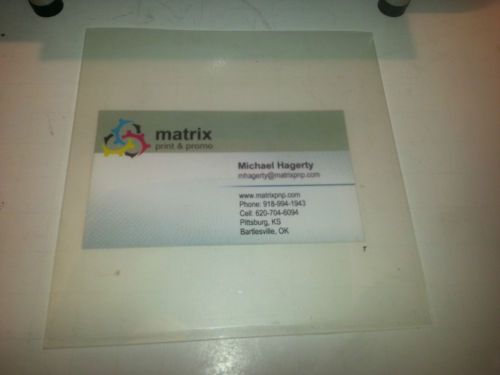 matrix
print & promo
Michael Hagerty
mhagerty@matrixpnp.com
www.matrixpnp.com
Phone: 918-994-1943
Cell: 620-704-6094
Pittsburg, KS
Bartlesville, OK